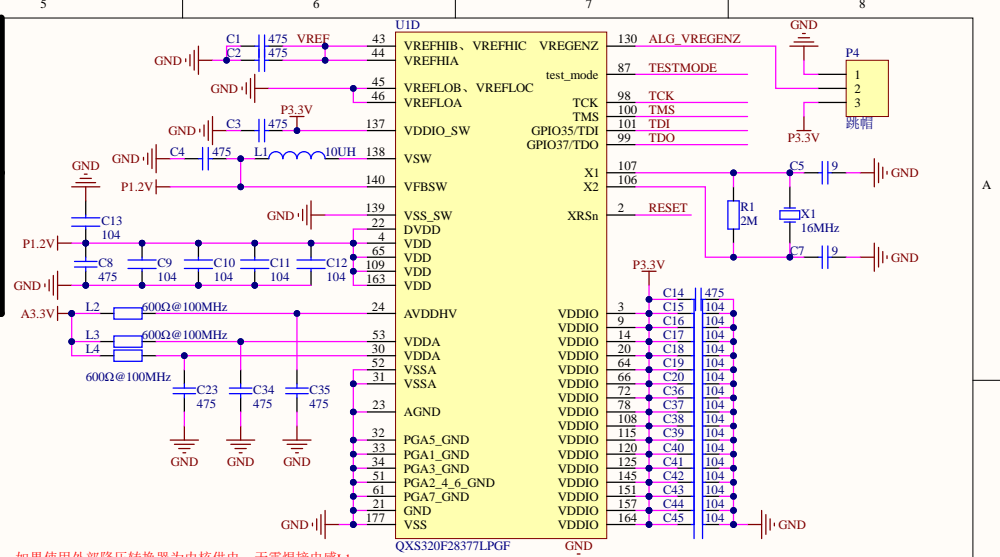 5 6 7 8
A
U1D
C1 475 VREF 43 VREFHIB、VREFHIC VREGENZ 130 ALG_VREGENZ GND
GND C2 475 44 VREFHIA P4
test_mode 87 TESTMODE 1
GND 45 VREFLOB、VREFLOC 2
46 VREFLOA TCK 98 TCK 3
P3.3V TMS 100 TMS
GND C3 475 137 VDDIO_SW GPIO35/TDI 101 TDI P3.3V 跳帽
GPIO37/TDO 99 TDO
GND C4 475 L1 10UH 138 VSW
GND X1 107 C5 9 GND
P1.2V 140 VFBSW X2 106
GND 139 VSS_SW XRSn 2 RESET R1 2M X1 16MHz
C13 104 22 DVDD
P1.2V 4 VDD
65 VDD C7 9 GND
C8 475 C9 104 C10 104 C11 104 C12 104 109 VDD P3.3V
GND 163 VDD
C14 475
A3.3V L2 600Ω@100MHz 24 AVDDHV VDDIO 3 C15 104
VDDIO 9 C16 104
L3 600Ω@100MHz 53 VDDA VDDIO 14 C17 104
L4 30 VDDA VDDIO 20 C18 104
52 VSSA VDDIO 64 C19 104
600Ω@100MHz 31 VSSA VDDIO 66 C20 104
C23 475 C34 475 C35 475 VDDIO 72 C36 104
23 AGND VDDIO 78 C37 104
VDDIO 108 C38 104
32 PGA5_GND VDDIO 115 C39 104
33 PGA1_GND VDDIO 120 C40 104
GND GND GND 34 PGA3_GND VDDIO 125 C41 104
51 PGA2_4_6_GND VDDIO 145 C42 104
61 PGA7_GND VDDIO 151 C43 104
21 GND VDDIO 157 C44 104
GND 177 VSS VDDIO 164 C45 104 GND
QXS320F28377LPGF GND